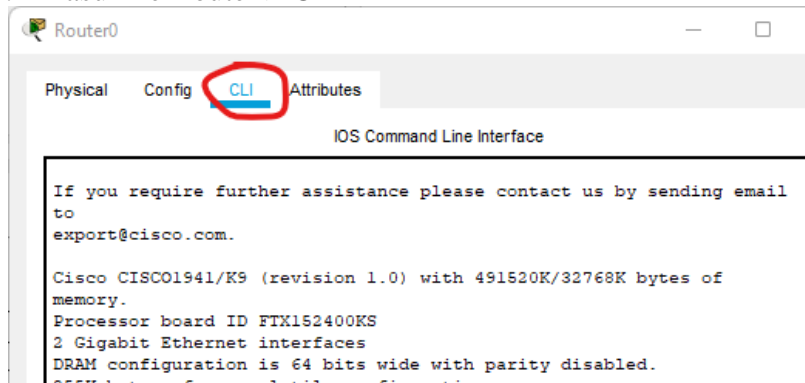 Router0
Physical Config CLI Attributes
IOS Command Line Interface
If you require further assistance please contact us by sending email
to
export@cisco.com.
Cisco CISCO1941/K9 (revision 1.0) with 491520K/32768K bytes of
memory.
Processor board ID FTX152400KS
2 Gigabit Ethernet interfaces
DRAM configuration is 64 bits wide with parity disabled.